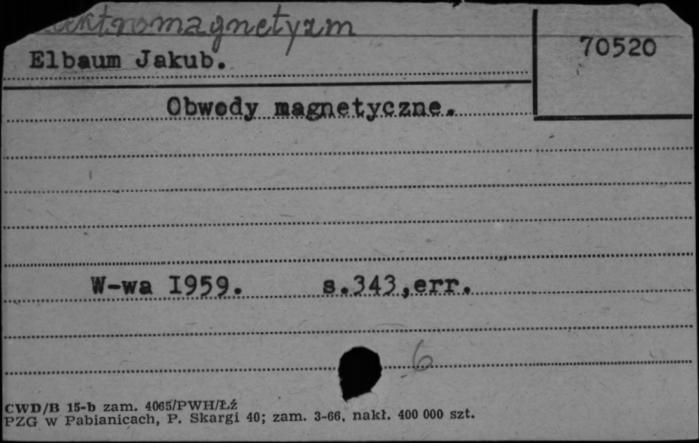 elektromagnetyzm
70520
Elbaum Jakub.
Obwody magnetyczne.
W-wa I959. s.343,err.
6
CWD/B 15-b zam. 4065/PWH/Łż
PZG w Pabianicach, P. Skargi 40; zam. 3-66, nakł. 400 000 szt.